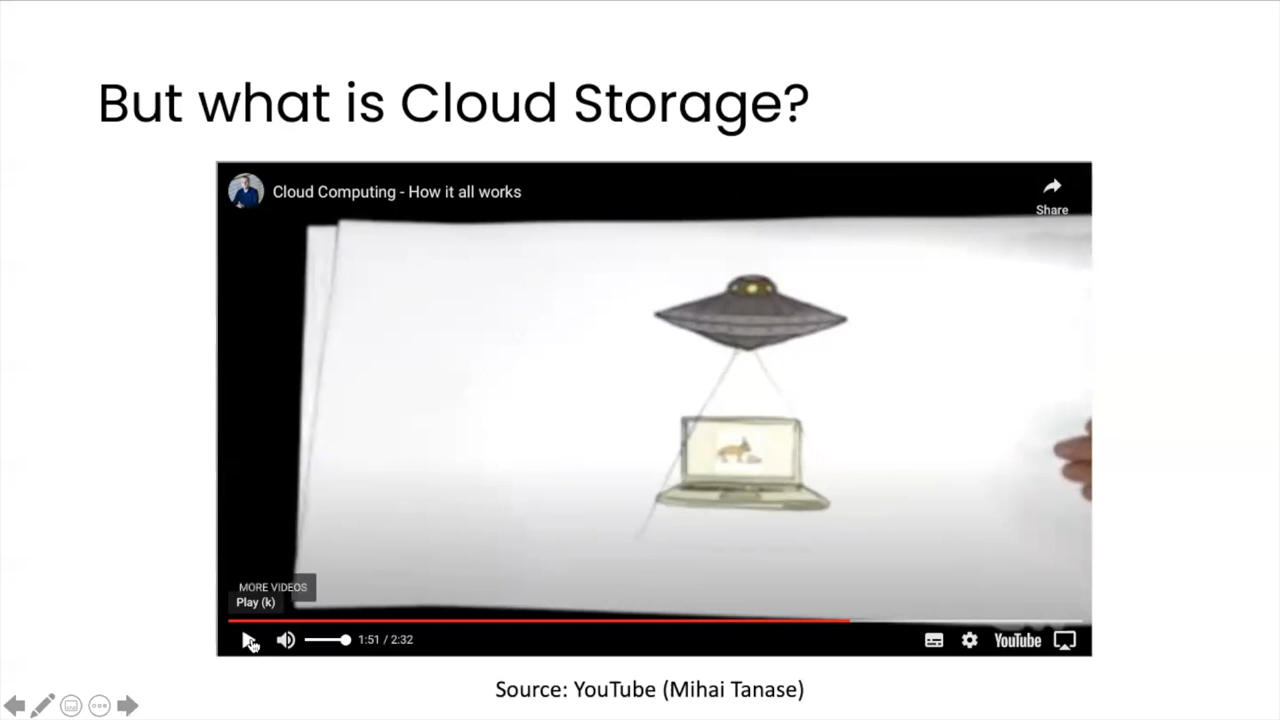 But what is Cloud Storage?
Cloud Computing - How it all works
Share
MORE VIDEOS
Play (k)
1:51 / 2:32
YouTube
Source: YouTube (Mihai Tanase)